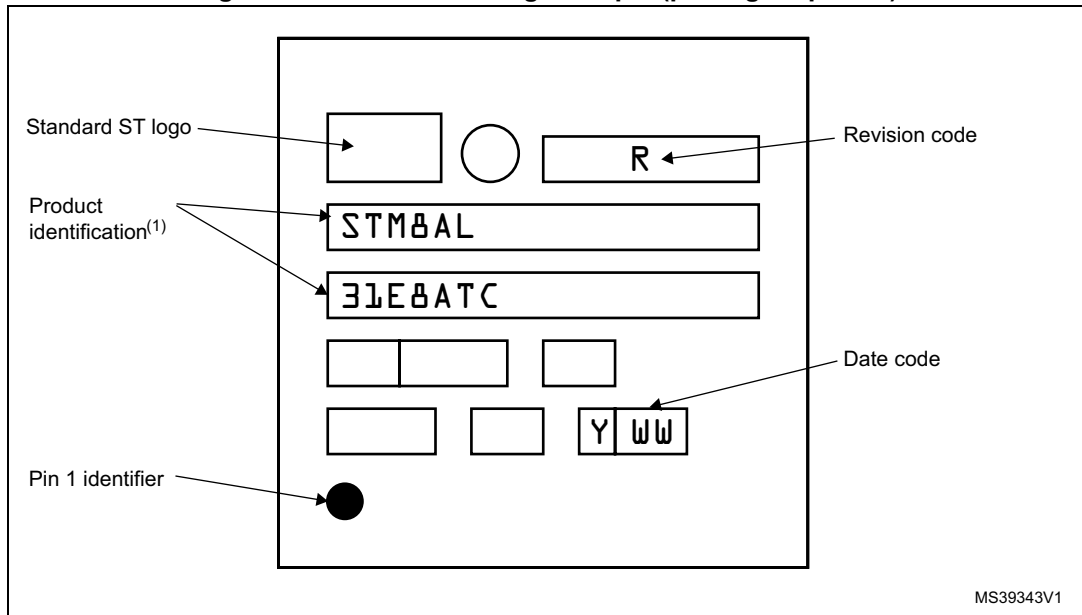 Standard ST logo
Revision code
R
Product
identification(1)
STM8AL
31E8ATC
Date code
Y WW
Pin 1 identifier
MS39343V1